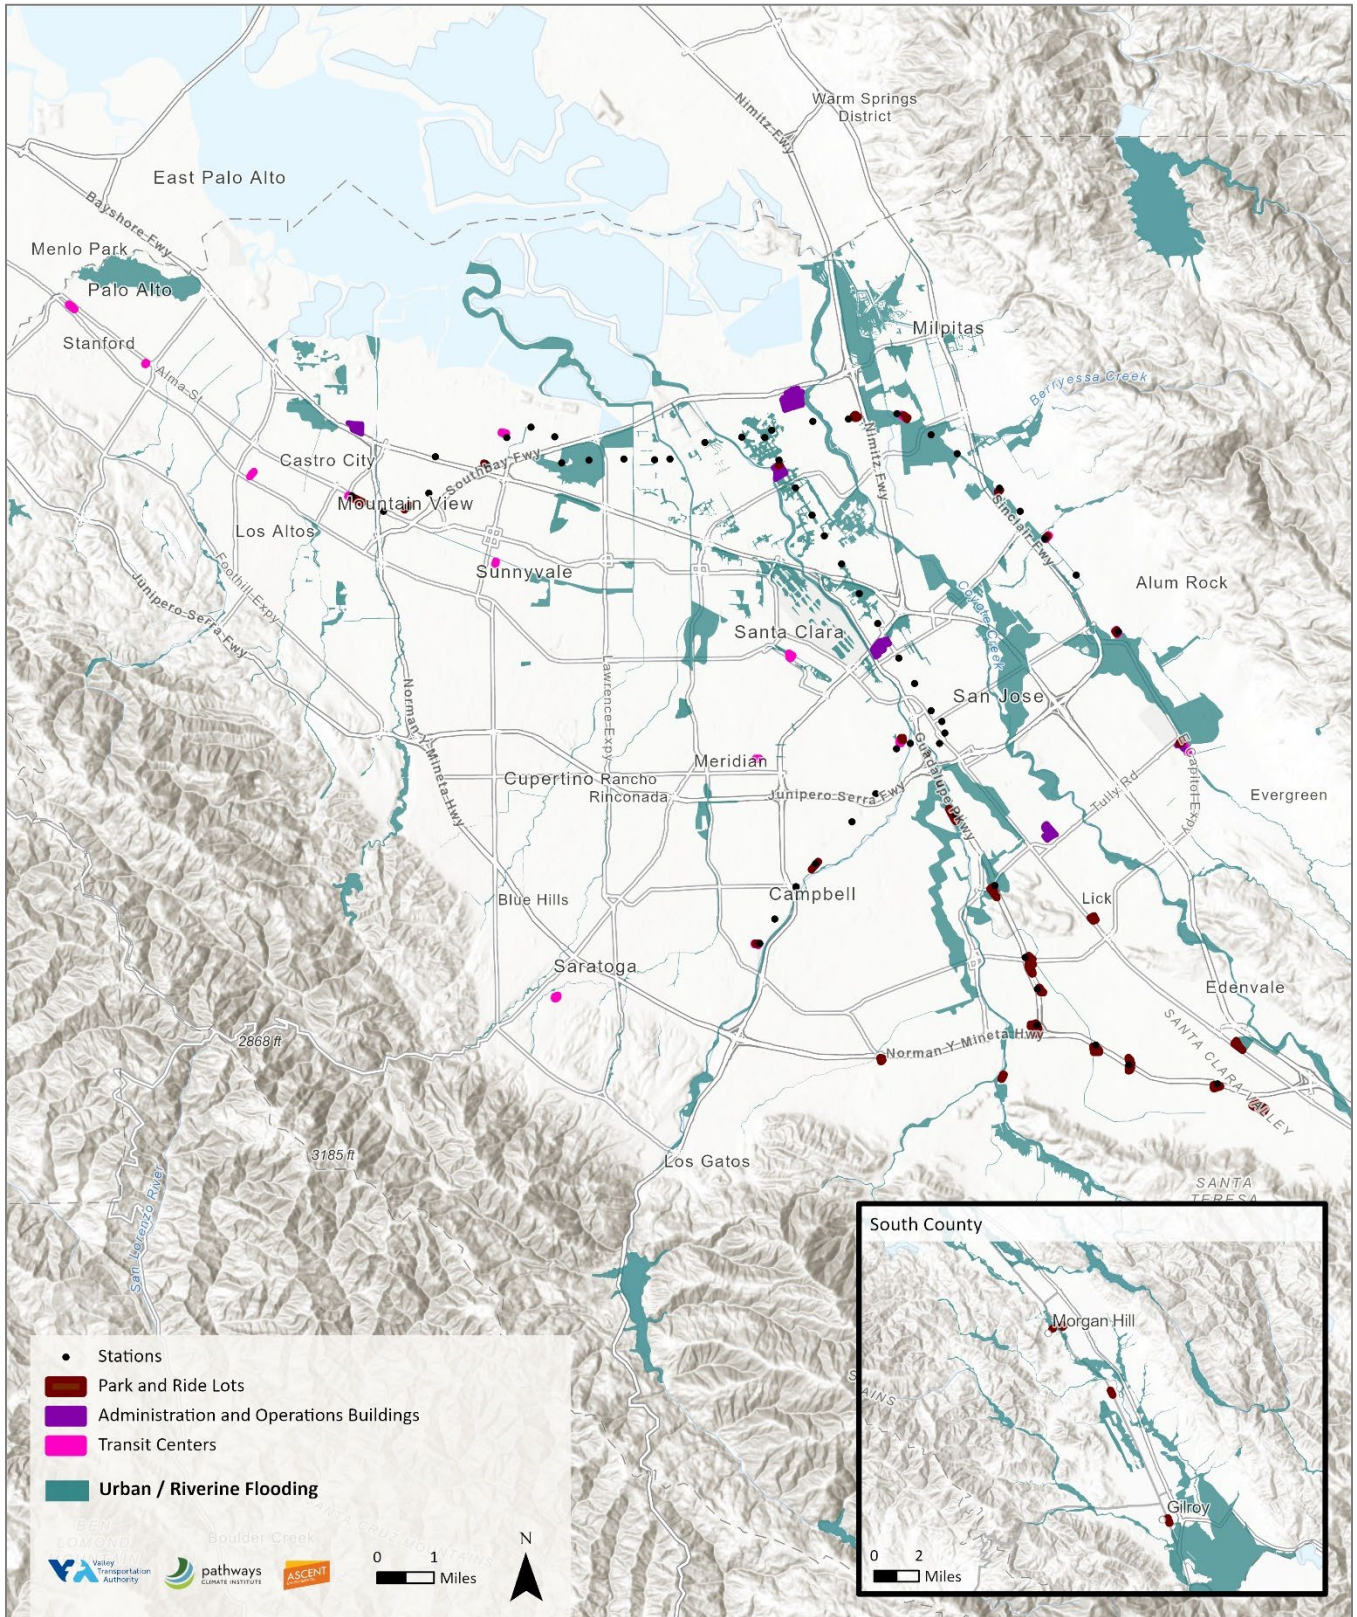 Warm Springs
District
Nimitz Fwy
East Palo Alto
Bayshore Fwy
Menlo Park
Palo Alto
Stanford
Milpitas
Alma St
Berryessa Creek
Castro City
SouthBay Fwy
Nimitz Fwy
Mountain View
Los Altos
Sinclair Fwy
Foothill Expy
Sunnyvale
Junipero Serra Fwy
Alum Rock
Coyote Creek
Santa Clara
Lawrence Expy
Norman Y Mineta Hwy
San Jose
Guadalupe Pkwy
E Capitol Expy
Meridian
Cupertino
Rancho
Rinconada
Junipero Serra Fwy
Tully Rd
Evergreen
Campbell
Blue Hills
Lick
Saratoga
Edenvale
2868 ft
Norman Y Mineta Hwy
SANTA CLARA VALLEY
3185 ft
Los Gatos
San Lorenzo River
SANTA
TERESA
South County
Morgan Hill
Gilroy
0 2
Miles
AINS
Stations
Park and Ride Lots
Administration and Operations Buildings
Transit Centers
Urban / Riverine Flooding
BEN
LOMOND
Boulder Creek
VTA Valley
Transportation
Authority
pathways
CLIMATE INSTITUTE
ASCENT
0 1
Miles
N